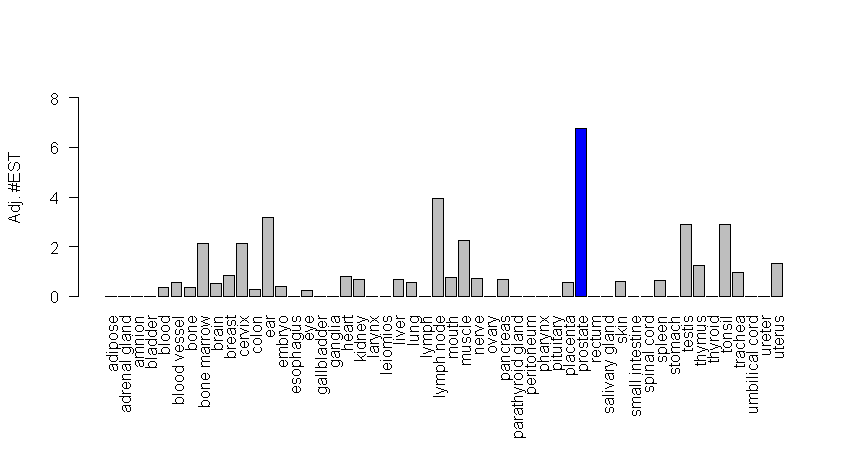 8
6
4
2
0
Adj. #EST
adipose
adrenal gland
amnion
bladder
blood
blood vessel
bone
bone marrow
brain
breast
cervix
colon
ear
embryo
esophagus
eye
gallbladder
ganglia
heart
kidney
larynx
leiomios
liver
lung
lymph
lymph node
mouth
muscle
nerve
ovary
pancreas
parathyroid gland
peritoneum
pharynx
pituitary
placenta
prostate
rectum
salivary gland
skin
small intestine
spinal cord
spleen
stomach
testis
thymus
thyroid
tonsil
trachea
umbilical cord
ureter
uterus